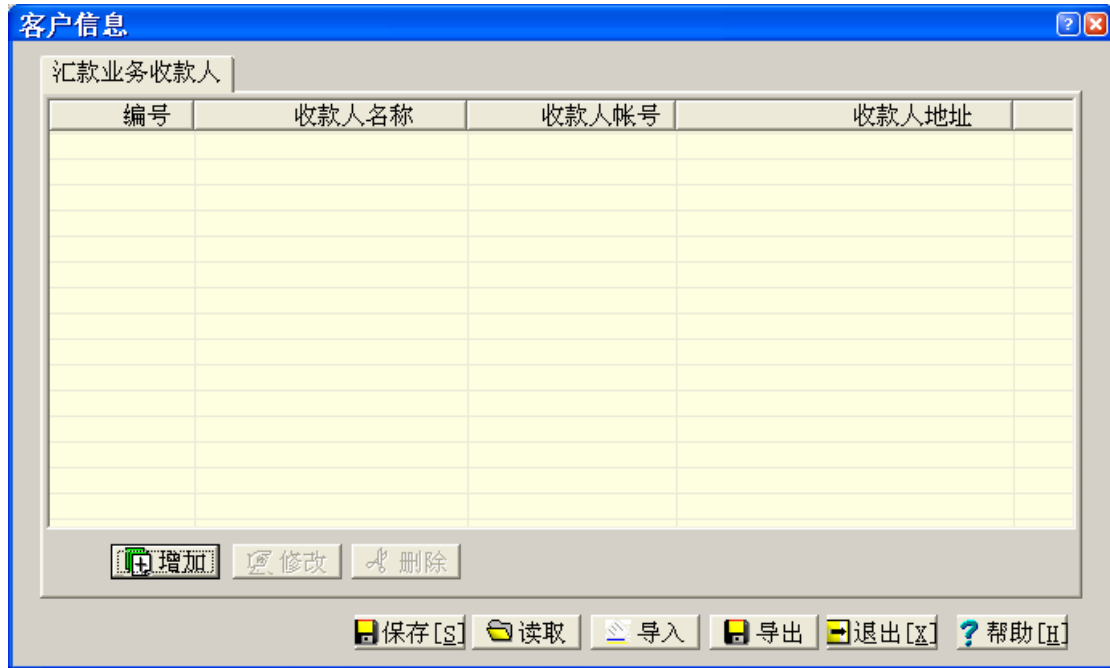 客户信息
汇款业务收款人
编号 收款人名称 收款人帐号 收款人地址
增加 修改 删除
保存[S] 读取 导入 导出 退出[X] 帮助[H]